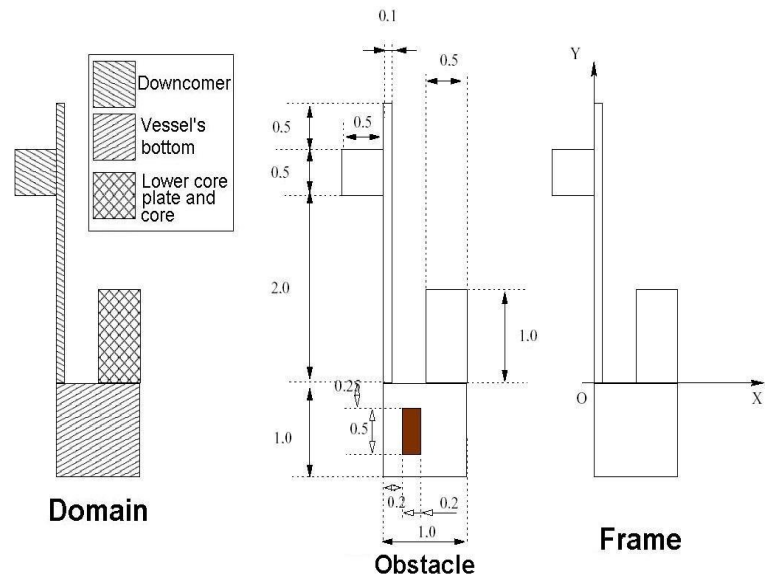 Downcomer
Vessel's
bottom
Lower core
plate and
core
Domain
0.1
0.5
0.5
0.5
0.5
2.0
1.0
0.25
0.5
1.0
0.2
0.2
1.0
Obstacle
Y
O
X
Frame